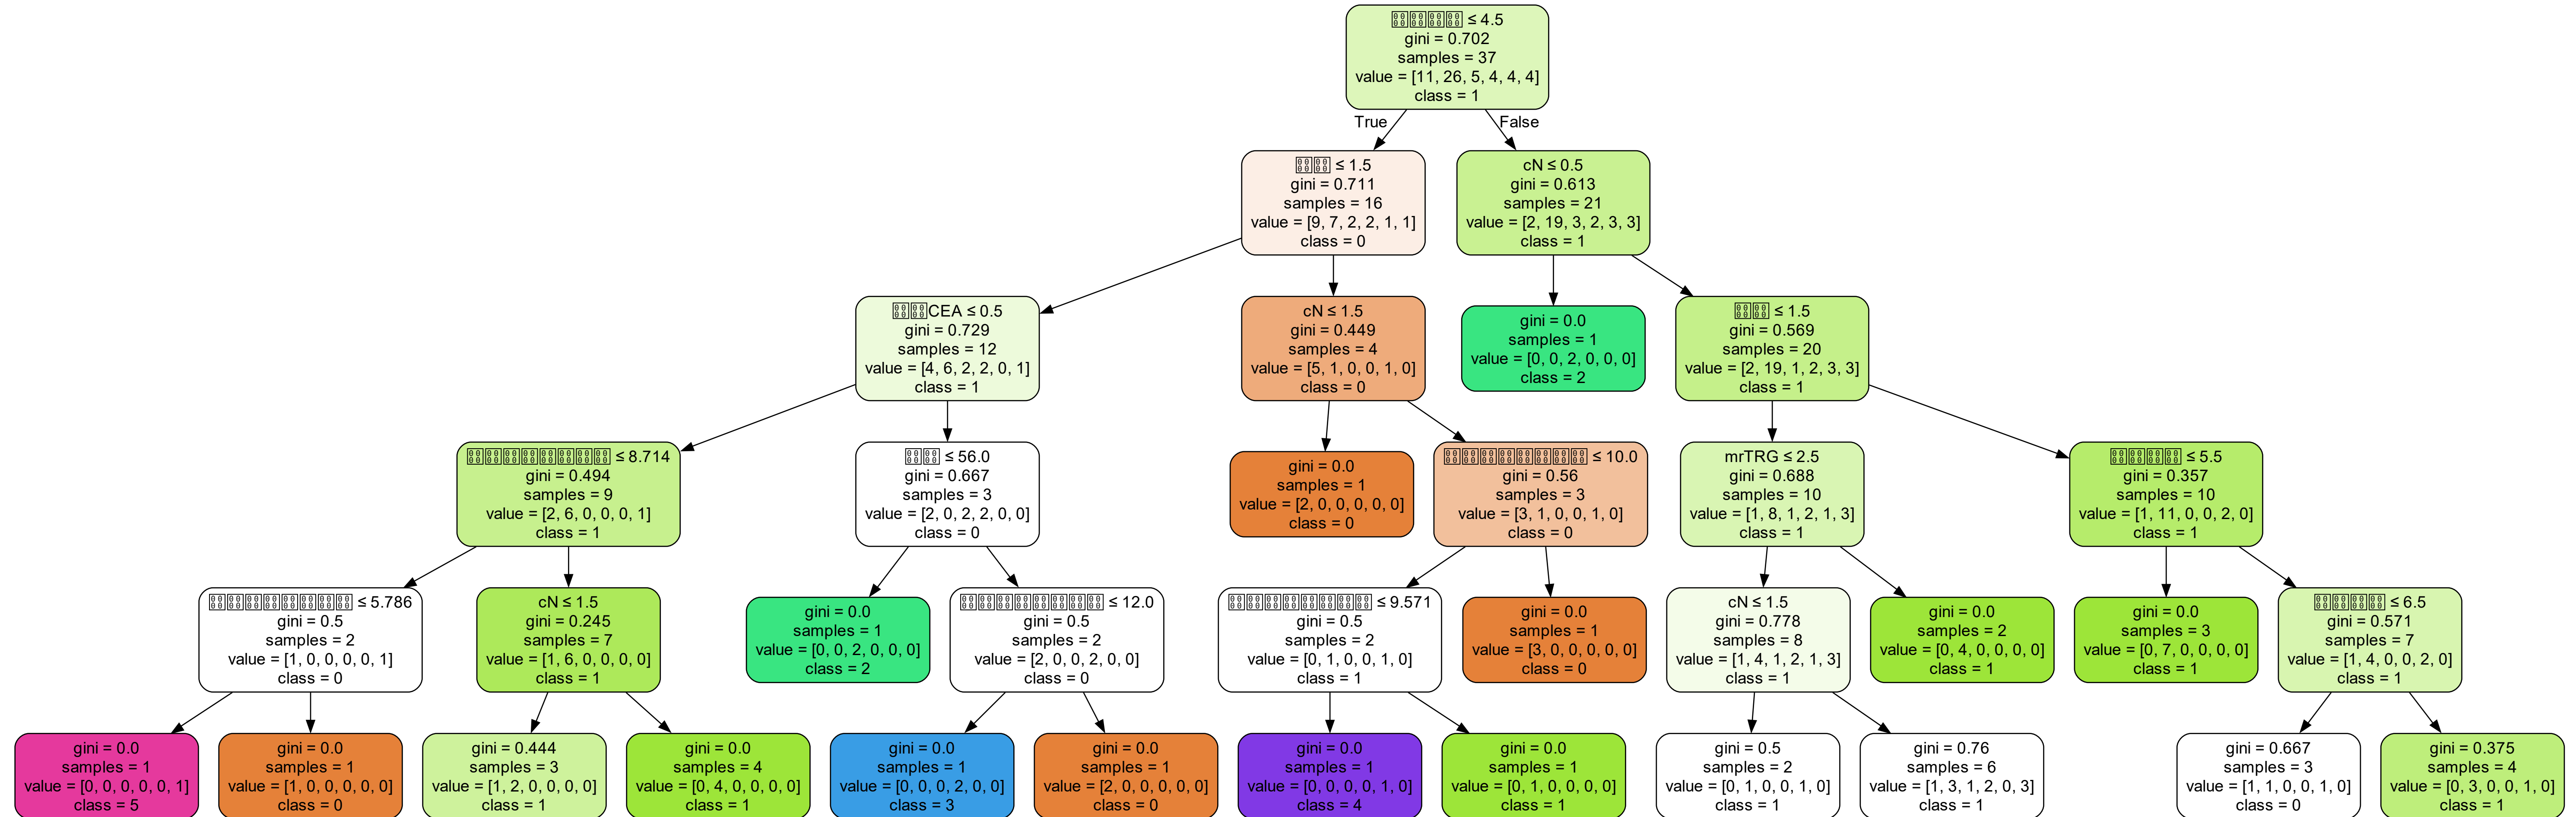 ≤ 4.5
gini = 0.702
samples = 37
value = [11, 26, 5, 4, 4, 4]
class = 1
True
False
≤ 1.5
gini = 0.711
samples = 16
value = [9, 7, 2, 2, 1, 1]
class = 0
cN ≤ 0.5
gini = 0.613
samples = 21
value = [2, 19, 3, 2, 3, 3]
class = 1
CEA ≤ 0.5
gini = 0.729
samples = 12
value = [4, 6, 2, 2, 0, 1]
class = 1
cN ≤ 1.5
gini = 0.449
samples = 4
value = [5, 1, 0, 0, 1, 0]
class = 0
gini = 0.0
samples = 1
value = [0, 0, 2, 0, 0, 0]
class = 2
≤ 1.5
gini = 0.569
samples = 20
value = [2, 19, 1, 2, 3, 3]
class = 1
≤ 8.714
gini = 0.494
samples = 9
value = [2, 6, 0, 0, 0, 1]
class = 1
≤ 56.0
gini = 0.667
samples = 3
value = [2, 0, 2, 2, 0, 0]
class = 0
gini = 0.0
samples = 1
value = [2, 0, 0, 0, 0, 0]
class = 0
≤ 10.0
gini = 0.56
samples = 3
value = [3, 1, 0, 0, 1, 0]
class = 0
mrTRG ≤ 2.5
gini = 0.688
samples = 10
value = [1, 8, 1, 2, 1, 3]
class = 1
≤ 5.5
gini = 0.357
samples = 10
value = [1, 11, 0, 0, 2, 0]
class = 1
≤ 5.786
gini = 0.5
samples = 2
value = [1, 0, 0, 0, 0, 1]
class = 0
cN ≤ 1.5
gini = 0.245
samples = 7
value = [1, 6, 0, 0, 0, 0]
class = 1
gini = 0.0
samples = 1
value = [0, 0, 2, 0, 0, 0]
class = 2
≤ 12.0
gini = 0.5
samples = 2
value = [2, 0, 0, 2, 0, 0]
class = 0
≤ 9.571
gini = 0.5
samples = 2
value = [0, 1, 0, 0, 1, 0]
class = 1
gini = 0.0
samples = 1
value = [3, 0, 0, 0, 0, 0]
class = 0
cN ≤ 1.5
gini = 0.778
samples = 8
value = [1, 4, 1, 2, 1, 3]
class = 1
gini = 0.0
samples = 2
value = [0, 4, 0, 0, 0, 0]
class = 1
gini = 0.0
samples = 3
value = [0, 7, 0, 0, 0, 0]
class = 1
≤ 6.5
gini = 0.571
samples = 7
value = [1, 4, 0, 0, 2, 0]
class = 1
gini = 0.0
samples = 1
value = [0, 0, 0, 0, 0, 1]
class = 5
gini = 0.0
samples = 1
value = [1, 0, 0, 0, 0, 0]
class = 0
gini = 0.444
samples = 3
value = [1, 2, 0, 0, 0, 0]
class = 1
gini = 0.0
samples = 4
value = [0, 4, 0, 0, 0, 0]
class = 1
gini = 0.0
samples = 1
value = [0, 0, 0, 2, 0, 0]
class = 3
gini = 0.0
samples = 1
value = [2, 0, 0, 0, 0, 0]
class = 0
gini = 0.0
samples = 1
value = [0, 0, 0, 0, 1, 0]
class = 4
gini = 0.0
samples = 1
value = [0, 1, 0, 0, 0, 0]
class = 1
gini = 0.5
samples = 2
value = [0, 1, 0, 0, 1, 0]
class = 1
gini = 0.76
samples = 6
value = [1, 3, 1, 2, 0, 3]
class = 1
gini = 0.667
samples = 3
value = [1, 1, 0, 0, 1, 0]
class = 0
gini = 0.375
samples = 4
value = [0, 3, 0, 0, 1, 0]
class = 1